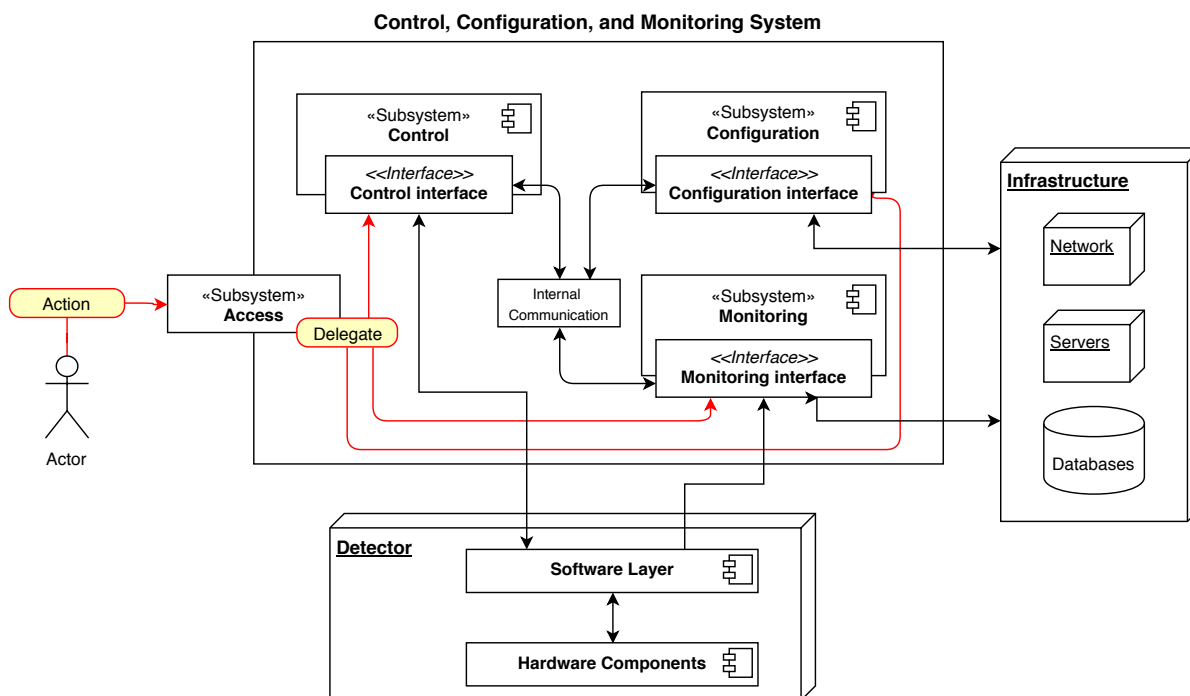 Control, Configuration, and Monitoring System
«Subsystem»
Control
<<Interface>>
Control interface
«Subsystem»
Configuration
<<Interface>>
Configuration interface
Infrastructure
Network
Servers
Databases
Action
«Subsystem»
Access
Delegate
Internal
Communication
«Subsystem»
Monitoring
<<Interface>>
Monitoring interface
Actor
Detector
Software Layer
Hardware Components